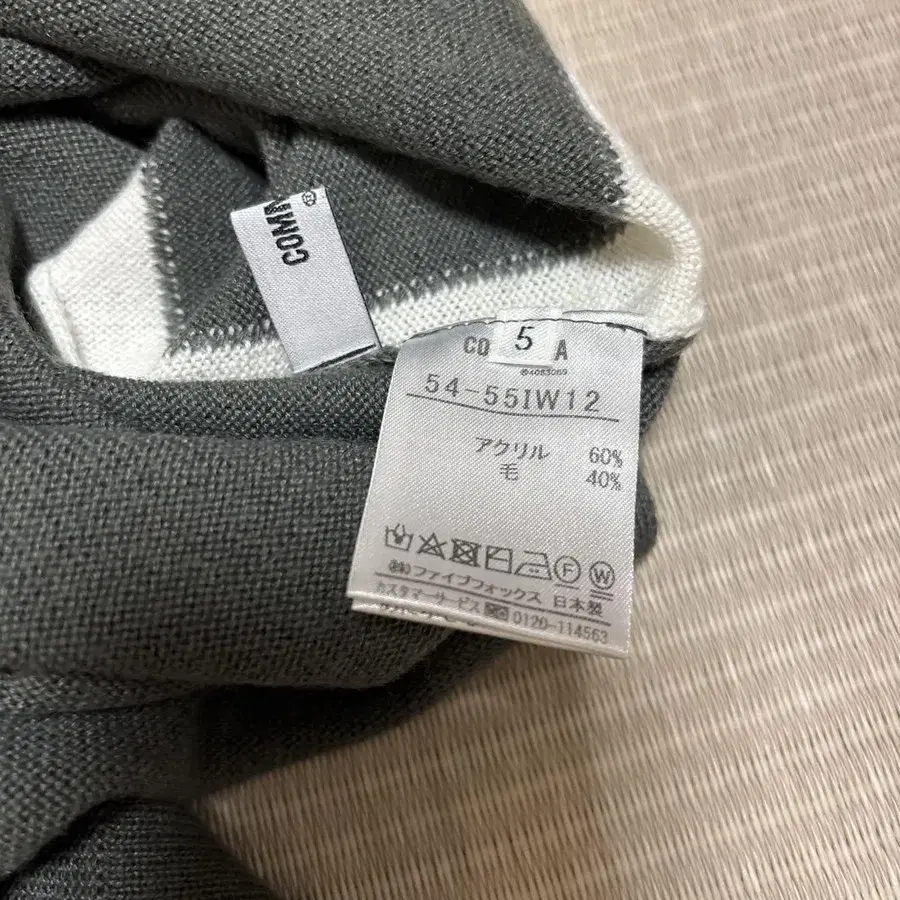 COMM
5
CO A
54-55IW12
アクリル 60%
毛 40%
F W
(株)ファイブフォックス 日本製
カスタマーサービス 0120-114563